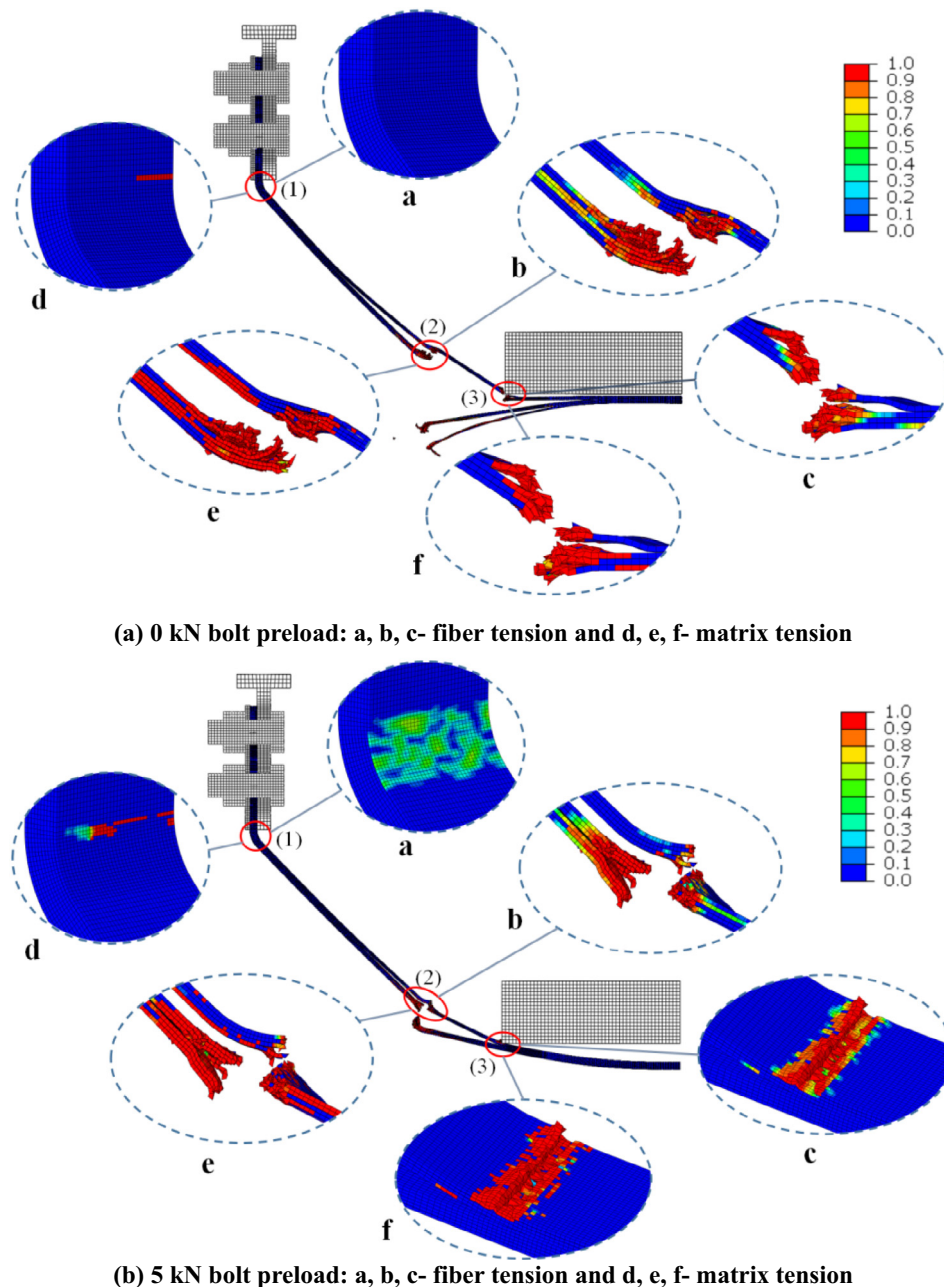 1.0
0.9
0.8
0.7
0.6
0.5
0.4
0.3
0.2
0.1
0.0
(1)
a
d
b
(2)
(3)
c
e
f
(a) 0 kN bolt preload: a, b, c- fiber tension and d, e, f- matrix tension
1.0
0.9
0.8
0.7
0.6
0.5
0.4
0.3
0.2
0.1
0.0
(1)
a
d
b
(2)
(3)
c
e
f
(b) 5 kN bolt preload: a, b, c- fiber tension and d, e, f- matrix tension